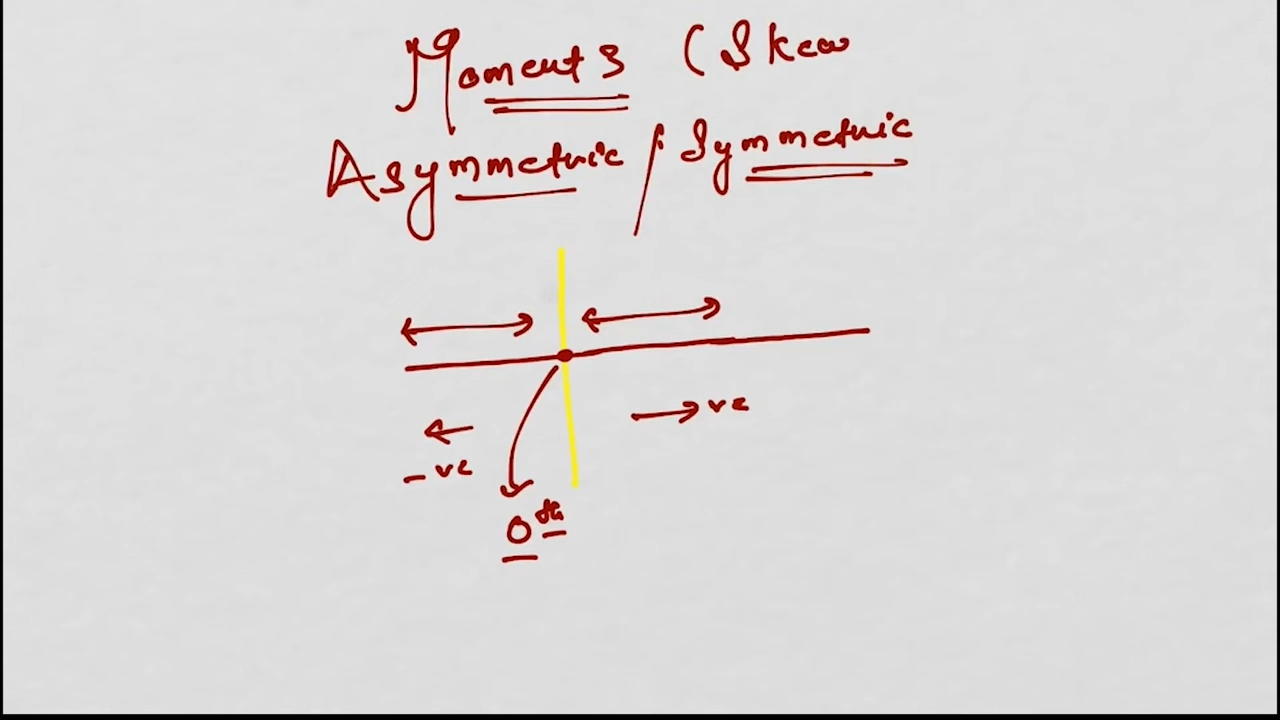 Moments (Skew
Asymmetric / Symmetric
→ ve
← 
- ve
0th